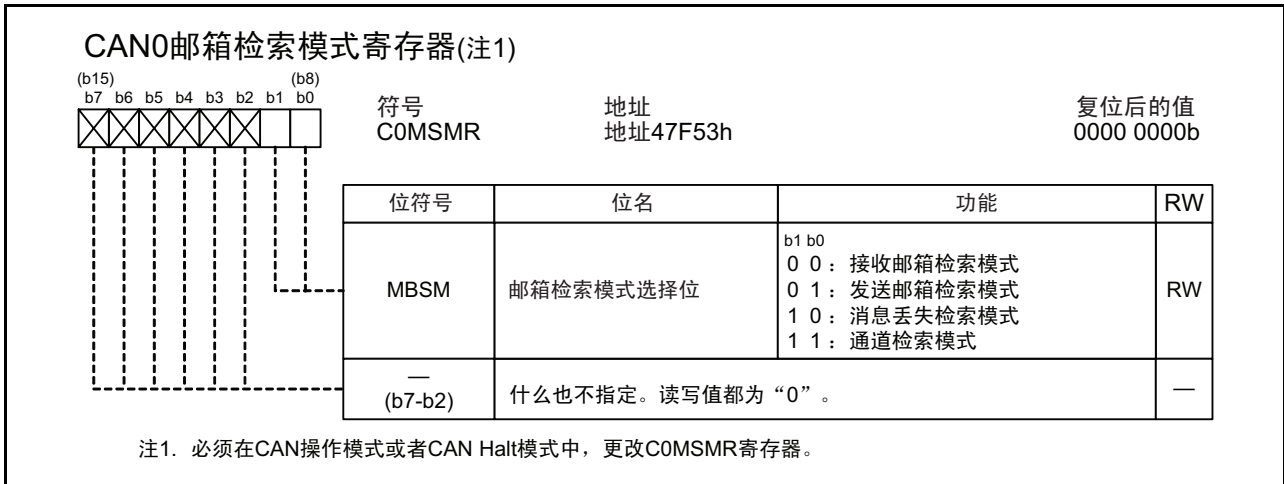 CAN0邮箱检索模式寄存器(注1)
(b15) (b8)
b7 b6 b5 b4 b3 b2 b1 b0
符号 地址 复位后的值
C0MSMR 地址47F53h 0000 0000b
位符号 位名 功能 RW
b1 b0
0 0：接收邮箱检索模式
0 1：发送邮箱检索模式
MBSM 邮箱检索模式选择位 RW
1 0：消息丢失检索模式
1 1：通道检索模式
—
(b7-b2) 什么也不指定。读写值都为“0”。 —
注1. 必须在CAN操作模式或者CAN Halt模式中，更改C0MSMR寄存器。